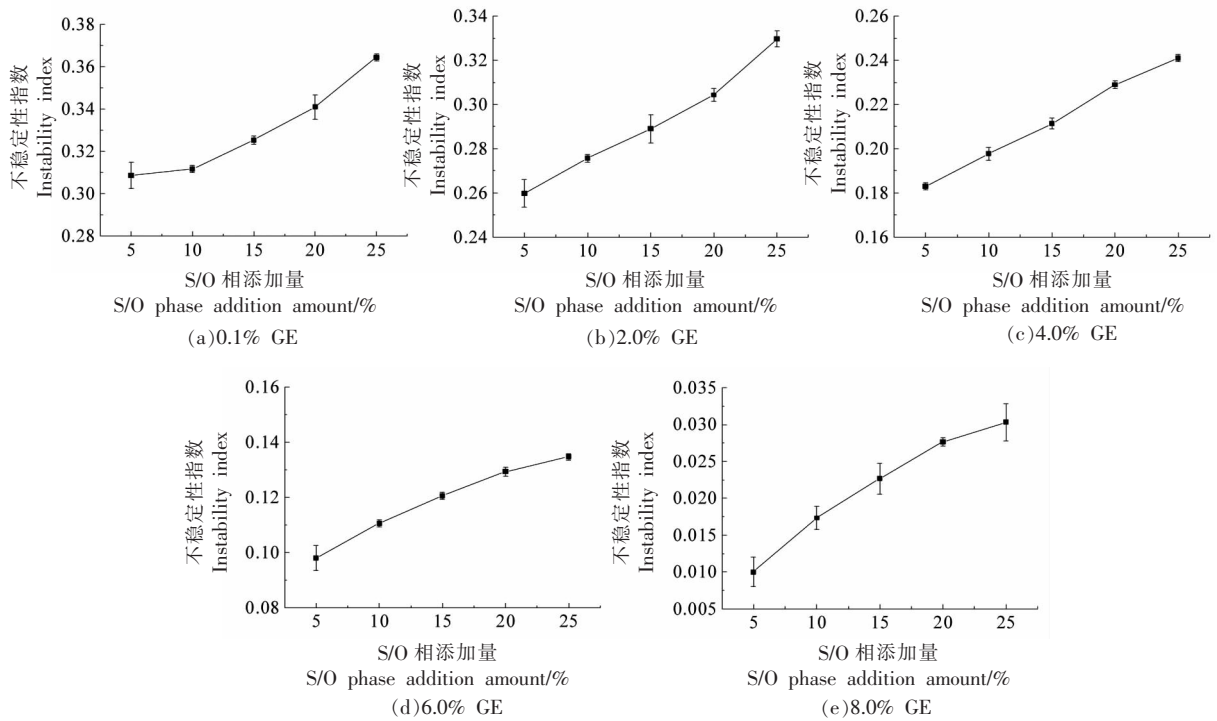 不稳定性指数
Instability index
0.38
0.36
0.34
0.32
0.30
0.28
5 10 15 20 25
S/O 相添加量
S/O phase addition amount/%
(a)0.1% GE
不稳定性指数
Instability index
0.34
0.32
0.30
0.28
0.26
0.24
5 10 15 20 25
S/O 相添加量
S/O phase addition amount/%
(b)2.0% GE
不稳定性指数
Instability index
0.26
0.24
0.22
0.20
0.18
0.16
5 10 15 20 25
S/O 相添加量
S/O phase addition amount/%
(c)4.0% GE
不稳定性指数
Instability index
0.16
0.14
0.12
0.10
0.08
5 10 15 20 25
S/O 相添加量
S/O phase addition amount/%
(d)6.0% GE
不稳定性指数
Instability index
0.035
0.030
0.025
0.020
0.015
0.010
0.005
5 10 15 20 25
S/O 相添加量
S/O phase addition amount/%
(e)8.0% GE